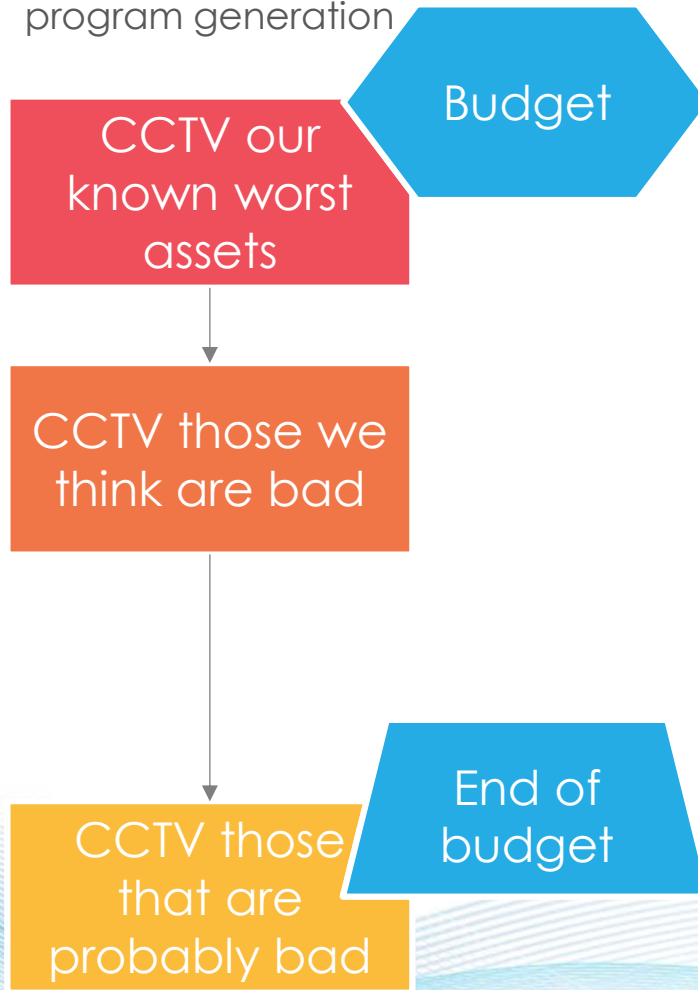 program generation
Budget
CCTV our
known worst
assets
CCTV those we
think are bad
End of
budget
CCTV those
that are
probably bad